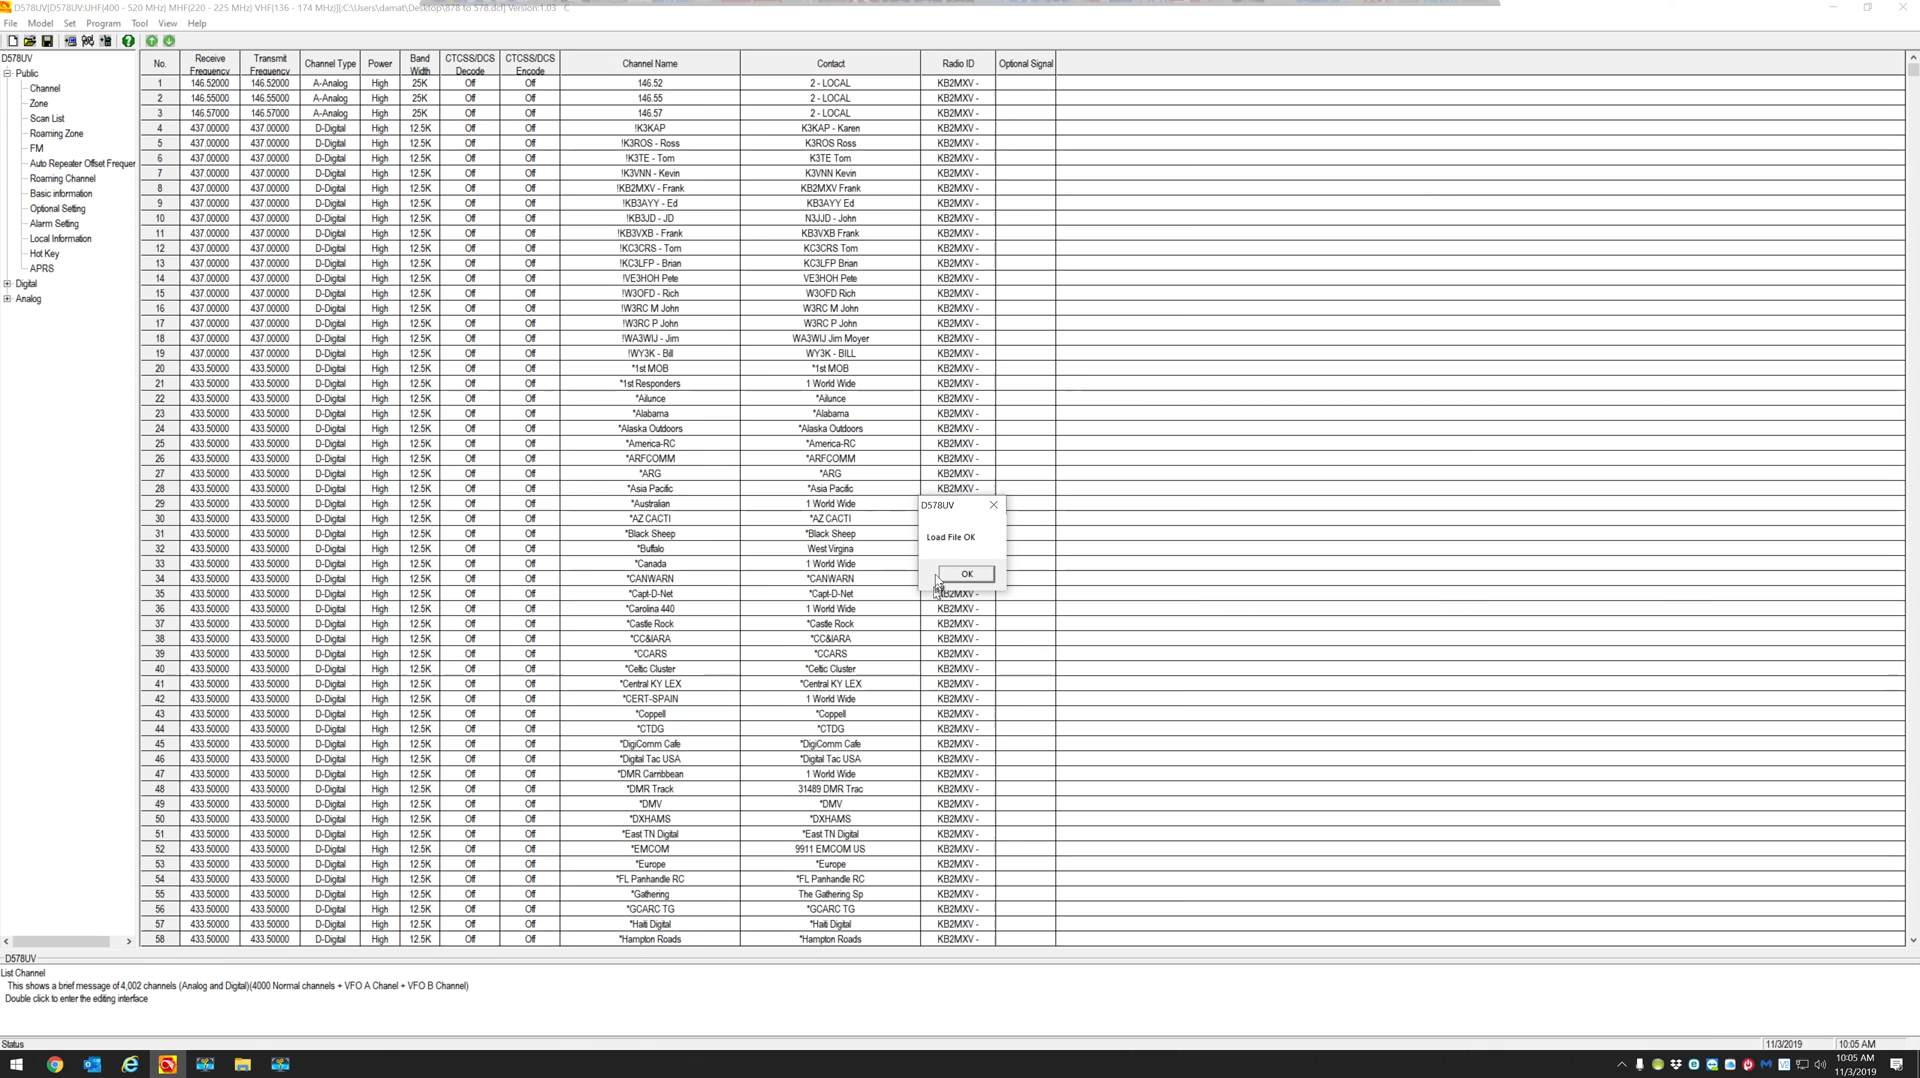 D578UV[D578UV:UHF(400 - 520 MHz) MHF(220 - 225 MHz) VHF(136 - 174 MHz)][:C:\Users\damat\Desktop\878 to 578.dcf] Version:1.03 C
File Model Set Program Tool View Help
D578UV
Public
Channel
Zone
Scan List
Roaming Zone
FM
Auto Repeater Offset Frequer
Roaming Channel
Basic information
Optional Setting
Alarm Setting
Local Information
Hot Key
APRS
Digital
Analog
No. Receive Frequency Transmit Frequency Channel Type Power Band Width CTCSS/DCS Decode CTCSS/DCS Encode Channel Name Contact Radio ID Optional Signal
1 146.52000 146.52000 A-Analog High 25K Off Off 146.52 2 - LOCAL KB2MXV -
2 146.55000 146.55000 A-Analog High 25K Off Off 146.55 2 - LOCAL KB2MXV -
3 146.57000 146.57000 A-Analog High 25K Off Off 146.57 2 - LOCAL KB2MXV -
4 437.00000 437.00000 D-Digital High 12.5K Off Off !K3KAP K3KAP - Karen KB2MXV -
5 437.00000 437.00000 D-Digital High 12.5K Off Off !K3ROS - Ross K3ROS Ross KB2MXV -
6 437.00000 437.00000 D-Digital High 12.5K Off Off !K3TE - Tom K3TE Tom KB2MXV -
7 437.00000 437.00000 D-Digital High 12.5K Off Off !K3VNN - Kevin K3VNN Kevin KB2MXV -
8 437.00000 437.00000 D-Digital High 12.5K Off Off !KB2MXV - Frank KB2MXV Frank KB2MXV -
9 437.00000 437.00000 D-Digital High 12.5K Off Off !KB3AYY - Ed KB3AYY Ed KB2MXV -
10 437.00000 437.00000 D-Digital High 12.5K Off Off !KB3JD - JD N3JJD - John KB2MXV -
11 437.00000 437.00000 D-Digital High 12.5K Off Off !KB3VXB - Frank KB3VXB Frank KB2MXV -
12 437.00000 437.00000 D-Digital High 12.5K Off Off !KC3CRS - Tom KC3CRS Tom KB2MXV -
13 437.00000 437.00000 D-Digital High 12.5K Off Off !KC3LFP - Brian KC3LFP Brian KB2MXV -
14 437.00000 437.00000 D-Digital High 12.5K Off Off !VE3HOH Pete VE3HOH Pete KB2MXV -
15 437.00000 437.00000 D-Digital High 12.5K Off Off !W3OFD - Rich W3OFD Rich KB2MXV -
16 437.00000 437.00000 D-Digital High 12.5K Off Off !W3RC M John W3RC M John KB2MXV -
17 437.00000 437.00000 D-Digital High 12.5K Off Off !W3RC P John W3RC P John KB2MXV -
18 437.00000 437.00000 D-Digital High 12.5K Off Off !WA3WIJ - Jim WA3WIJ Jim Moyer KB2MXV -
19 437.00000 437.00000 D-Digital High 12.5K Off Off !WY3K - Bill WY3K - BILL KB2MXV -
20 433.50000 433.50000 D-Digital High 12.5K Off Off *1st MOB *1st MOB KB2MXV -
21 433.50000 433.50000 D-Digital High 12.5K Off Off *1st Responders 1 World Wide KB2MXV -
22 433.50000 433.50000 D-Digital High 12.5K Off Off *Ailunce *Ailunce KB2MXV -
23 433.50000 433.50000 D-Digital High 12.5K Off Off *Alabama *Alabama KB2MXV -
24 433.50000 433.50000 D-Digital High 12.5K Off Off *Alaska Outdoors *Alaska Outdoors KB2MXV -
25 433.50000 433.50000 D-Digital High 12.5K Off Off *America-RC *America-RC KB2MXV -
26 433.50000 433.50000 D-Digital High 12.5K Off Off *ARFCOMM *ARFCOMM KB2MXV -
27 433.50000 433.50000 D-Digital High 12.5K Off Off *ARG *ARG KB2MXV -
28 433.50000 433.50000 D-Digital High 12.5K Off Off *Asia Pacific *Asia Pacific KB2MXV -
29 433.50000 433.50000 D-Digital High 12.5K Off Off *Australian 1 World Wide
30 433.50000 433.50000 D-Digital High 12.5K Off Off *AZ CACTI *AZ CACTI
31 433.50000 433.50000 D-Digital High 12.5K Off Off *Black Sheep *Black Sheep
32 433.50000 433.50000 D-Digital High 12.5K Off Off *Buffalo West Virgina
33 433.50000 433.50000 D-Digital High 12.5K Off Off *Canada 1 World Wide
34 433.50000 433.50000 D-Digital High 12.5K Off Off *CANWARN *CANWARN
35 433.50000 433.50000 D-Digital High 12.5K Off Off *Capt-D-Net *Capt-D-Net KB2MXV -
36 433.50000 433.50000 D-Digital High 12.5K Off Off *Carolina 440 1 World Wide KB2MXV -
37 433.50000 433.50000 D-Digital High 12.5K Off Off *Castle Rock *Castle Rock KB2MXV -
38 433.50000 433.50000 D-Digital High 12.5K Off Off *CC&IARA *CC&IARA KB2MXV -
39 433.50000 433.50000 D-Digital High 12.5K Off Off *CCARS *CCARS KB2MXV -
40 433.50000 433.50000 D-Digital High 12.5K Off Off *Celtic Cluster *Celtic Cluster KB2MXV -
41 433.50000 433.50000 D-Digital High 12.5K Off Off *Central KY LEX *Central KY LEX KB2MXV -
42 433.50000 433.50000 D-Digital High 12.5K Off Off *CERT-SPAIN 1 World Wide KB2MXV -
43 433.50000 433.50000 D-Digital High 12.5K Off Off *Coppell *Coppell KB2MXV -
44 433.50000 433.50000 D-Digital High 12.5K Off Off *CTDG *CTDG KB2MXV -
45 433.50000 433.50000 D-Digital High 12.5K Off Off *DigiComm Cafe *DigiComm Cafe KB2MXV -
46 433.50000 433.50000 D-Digital High 12.5K Off Off *Digital Tac USA *Digital Tac USA KB2MXV -
47 433.50000 433.50000 D-Digital High 12.5K Off Off *DMR Carribbean 1 World Wide KB2MXV -
48 433.50000 433.50000 D-Digital High 12.5K Off Off *DMR Track 31489 DMR Trac KB2MXV -
49 433.50000 433.50000 D-Digital High 12.5K Off Off *DMV *DMV KB2MXV -
50 433.50000 433.50000 D-Digital High 12.5K Off Off *DXHAMS *DXHAMS KB2MXV -
51 433.50000 433.50000 D-Digital High 12.5K Off Off *East TN Digital *East TN Digital KB2MXV -
52 433.50000 433.50000 D-Digital High 12.5K Off Off *EMCOM 9911 EMCOM US KB2MXV -
53 433.50000 433.50000 D-Digital High 12.5K Off Off *Europe *Europe KB2MXV -
54 433.50000 433.50000 D-Digital High 12.5K Off Off *FL Panhandle RC *FL Panhandle RC KB2MXV -
55 433.50000 433.50000 D-Digital High 12.5K Off Off *Gathering The Gathering Sp KB2MXV -
56 433.50000 433.50000 D-Digital High 12.5K Off Off *GCARC TG *GCARC TG KB2MXV -
57 433.50000 433.50000 D-Digital High 12.5K Off Off *Haiti Digital *Haiti Digital KB2MXV -
58 433.50000 433.50000 D-Digital High 12.5K Off Off *Hampton Roads *Hampton Roads KB2MXV -
D578UV
Load File OK
OK
D578UV
List Channel
This shows a brief message of 4,002 channels (Analog and Digital)(4000 Normal channels + VFO A Chanel + VFO B Channel)
Double click to enter the editing interface
Status 11/3/2019 10:05 AM
10:05 AM
11/3/2019